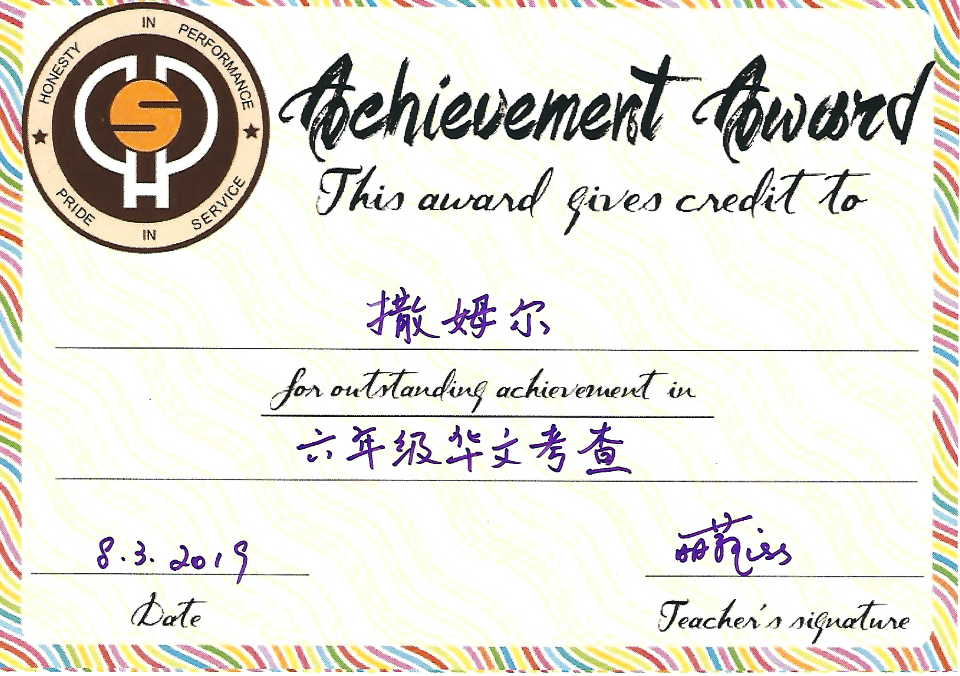 HONESTY IN PERFORMANCE
PRIDE IN SERVICE
S
H
Achievement Award
This award gives credit to
撒姆尔
for outstanding achievement in
六年级华文考查
8.3.2019
Date
Teacher's signature